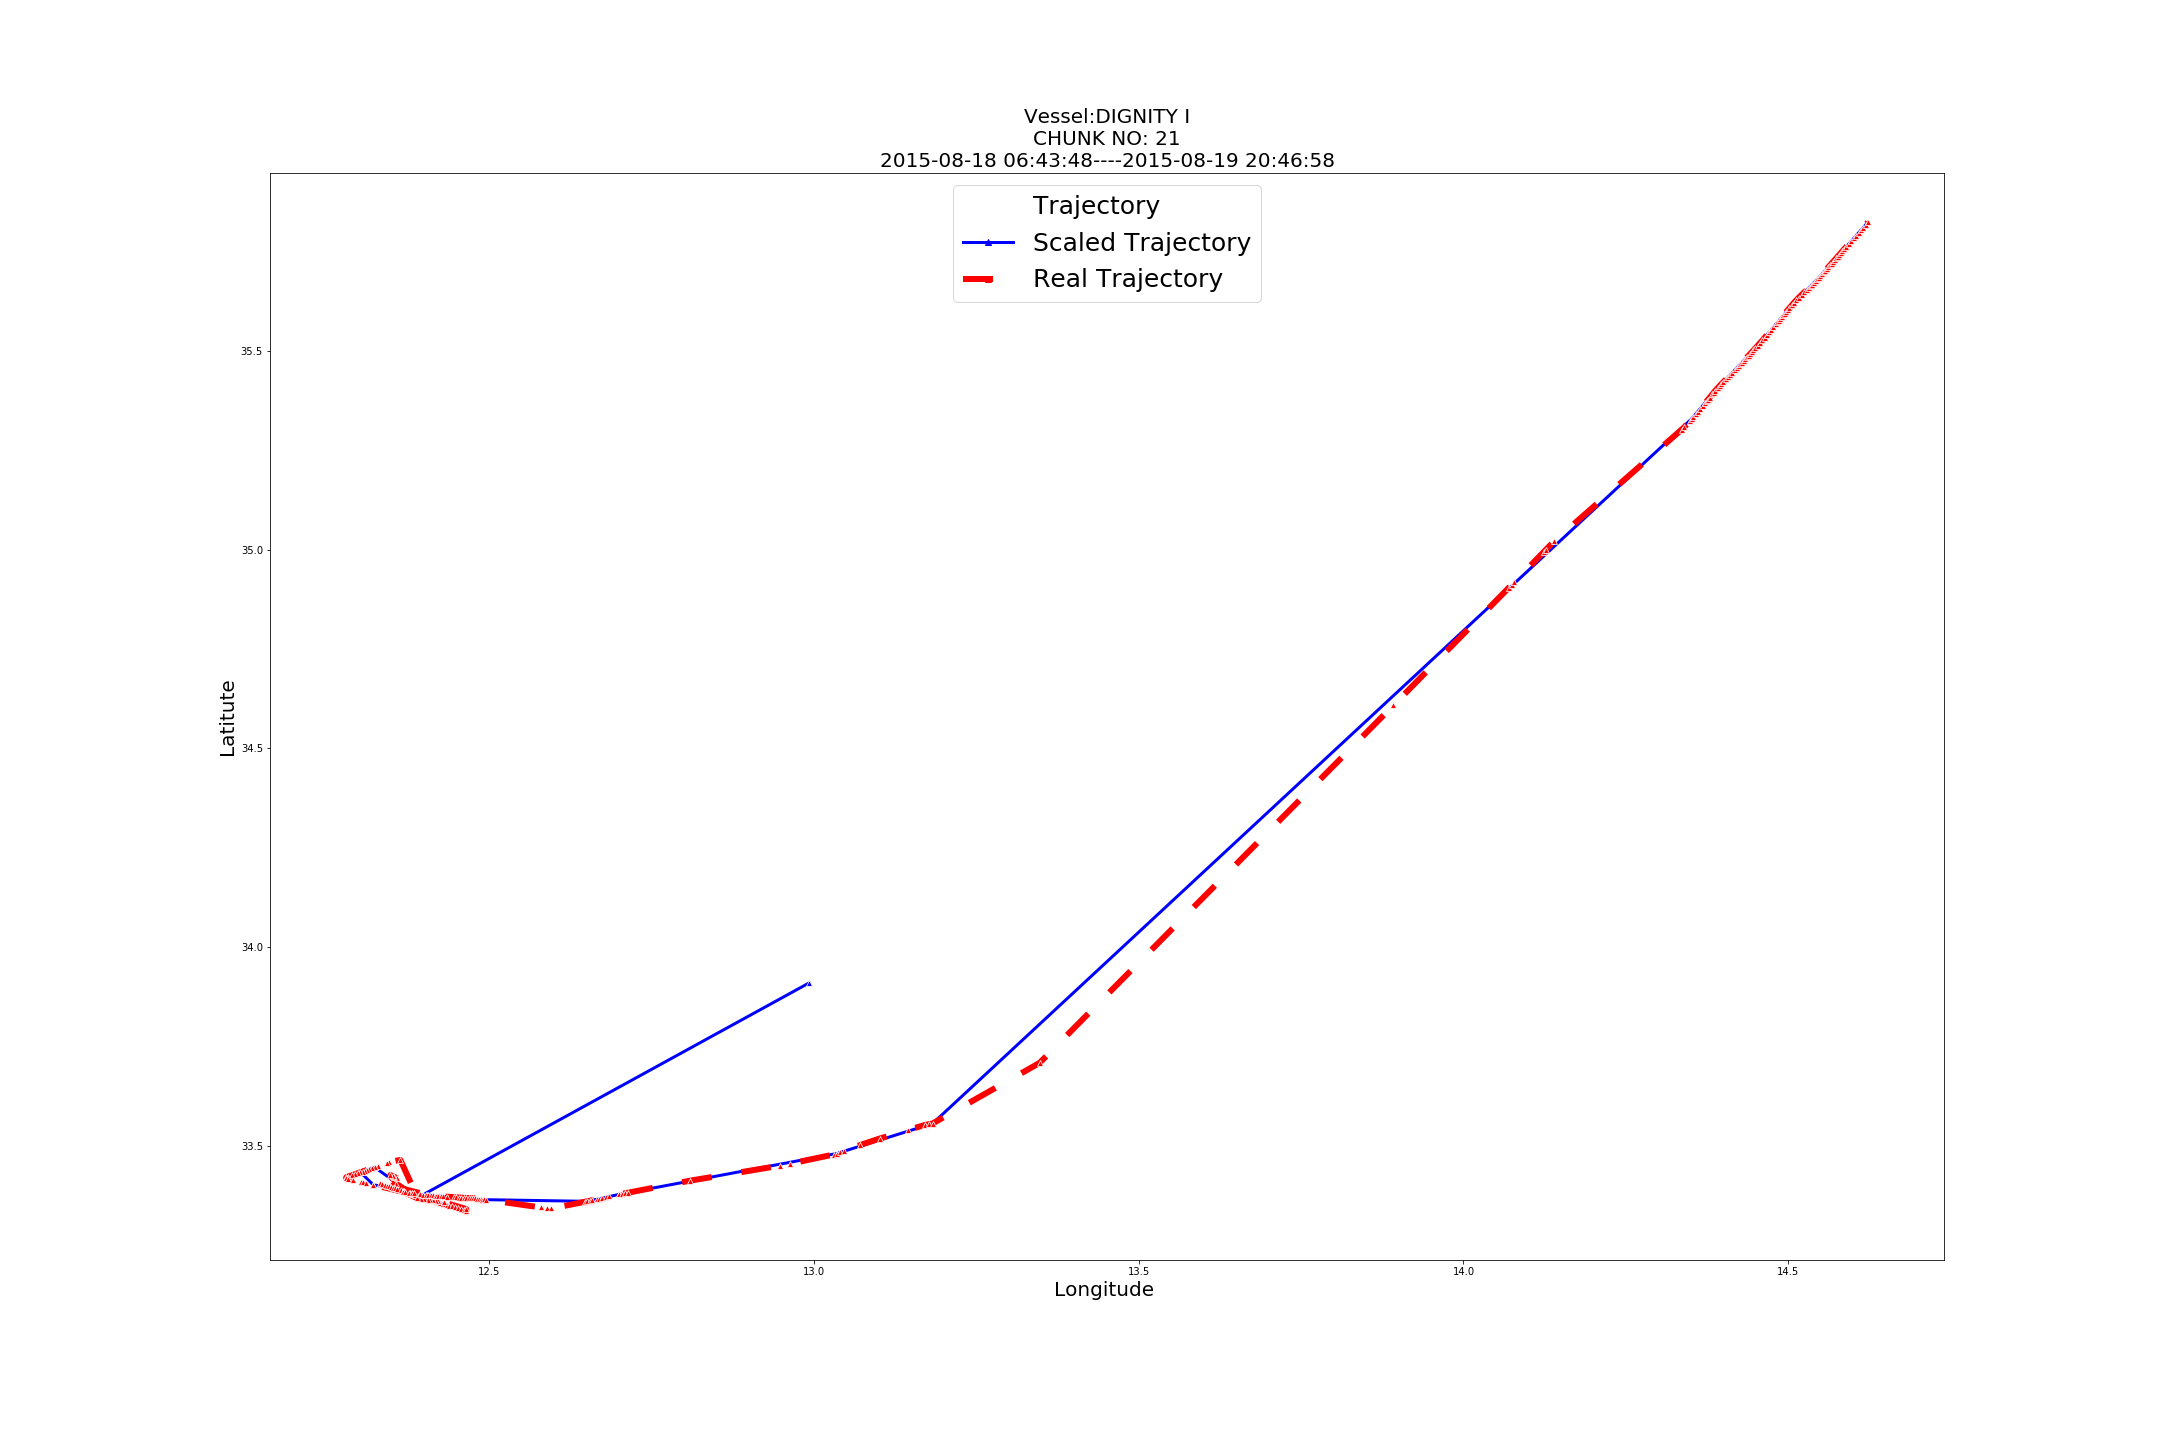 Vessel:DIGNITY I
CHUNK NO: 21
2015-08-18 06:43:48----2015-08-19 20:46:58
Trajectory
Scaled Trajectory
Real Trajectory
35.5
35.0
34.5
34.0
33.5
Latitute
12.5 13.0 13.5 14.0 14.5
Longitude